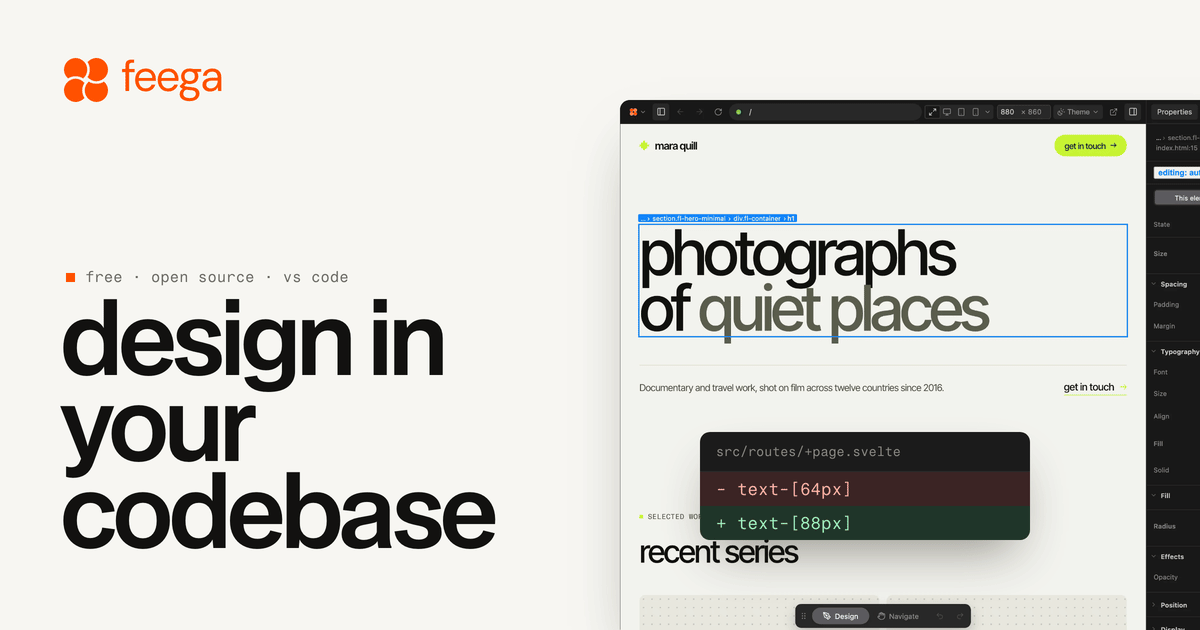 feega
free · open source · vs code
design in
your
codebase
/
880 × 860
Theme
Properties
mara quill
get in touch →
... › section.fl-
index.html:15
editing:
... › section.fl-hero-minimal › div.fl-container › h1
This
State
photographs
of quiet places
Size
Spacing
Padding
Margin
Typography
Font
Documentary and travel work, shot on film across twelve countries since 2016.
get in touch →
Size
Align
Fill
src/routes/+page.svelte
Solid
- text-[64px]
Fill
+ text-[88px]
SELECTED
Radius
recent series
Effects
Opacity
Position
Design
Navigate
Display